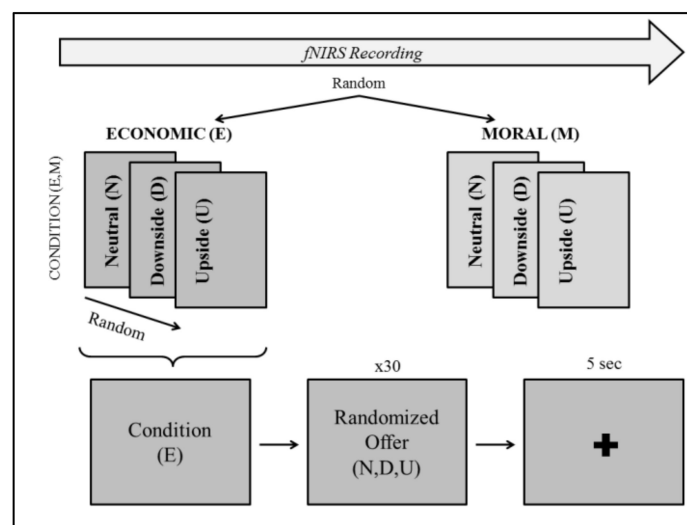 fNIRS Recording
Random
ECONOMIC (E)
MORAL (M)
CONDITION (E,M)
Neutral (N)
Downside (D)
Upside (U)
Neutral (N)
Downside (D)
Upside (U)
Random
x30
5 sec
Condition
(E)
Randomized
Offer
(N,D,U)